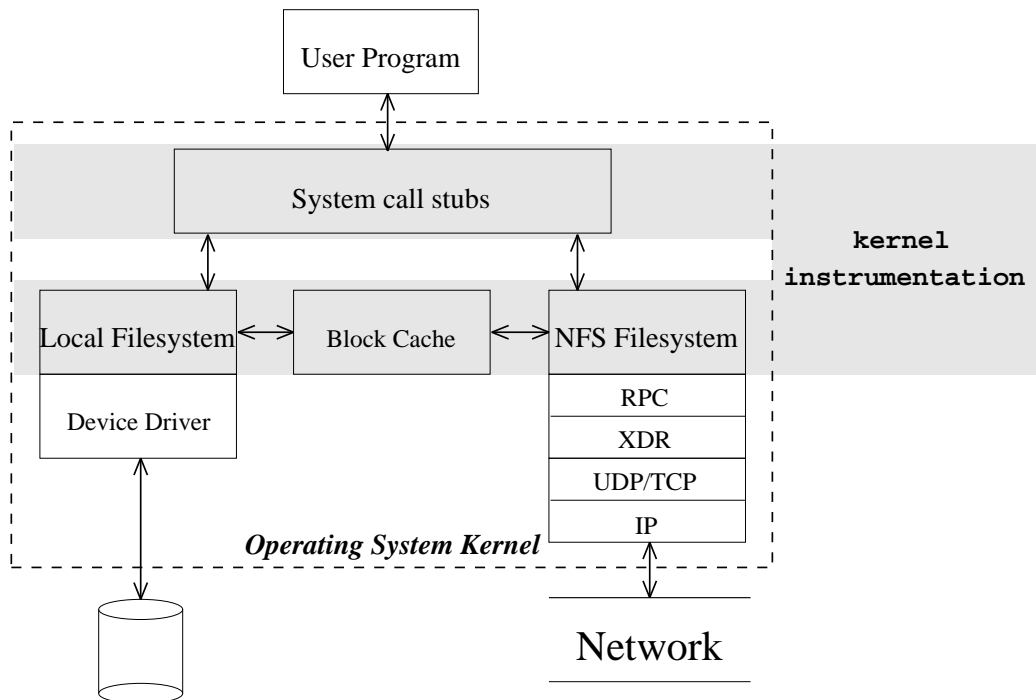 User Program
System call stubs
kernel
instrumentation
Local Filesystem
Block Cache
NFS Filesystem
Device Driver
RPC
XDR
UDP/TCP
IP
Operating System Kernel
Network